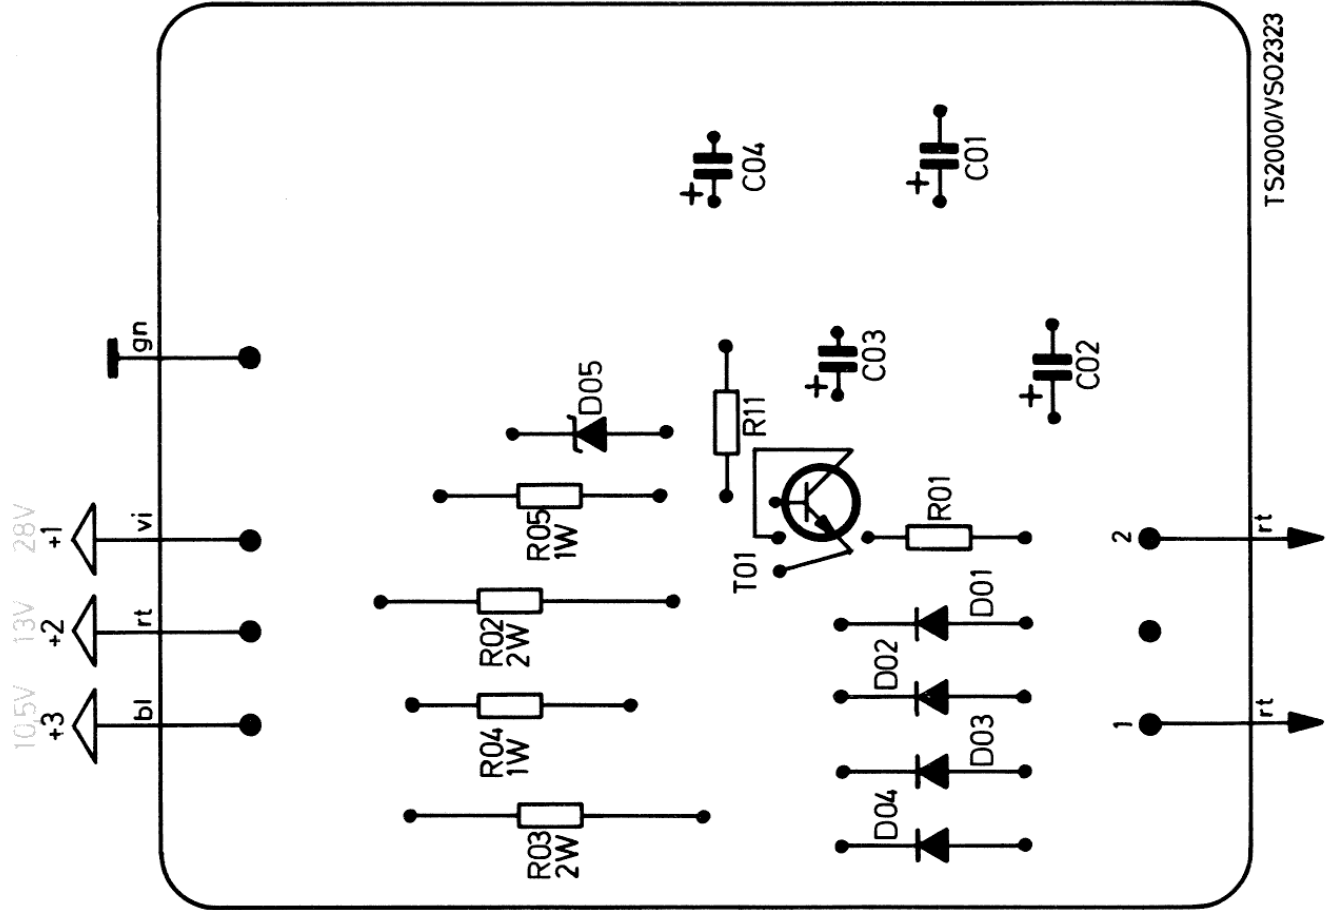 TS2000/VS02323
C04
+
C01
+
gn
C03
+
C02
+
D05
R11
28V
+1
vi
R05
1W
T01
R01
2
rt
13V
+2
rt
R02
2W
D01
D02
10,5V
+3
bl
R04
1W
D03
1
rt
D04
R03
2W